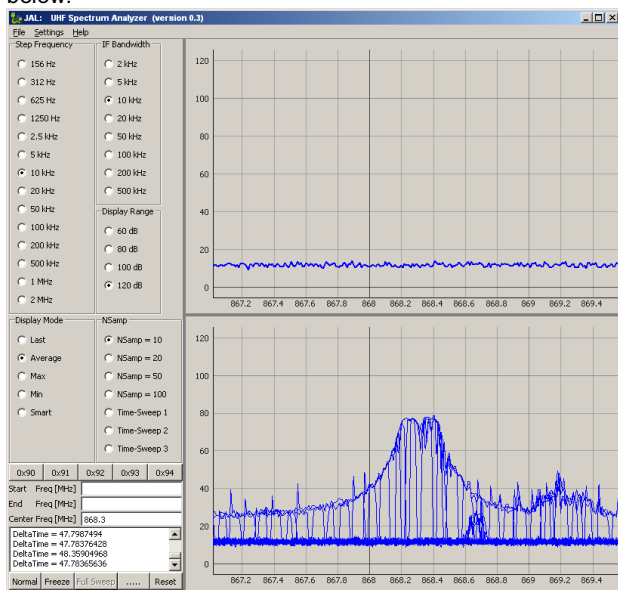 below.
JAL: UHF Spectrum Analyzer (version 0.3)
File Settings Help
Step Frequency
156 Hz
312 Hz
625 Hz
1250 Hz
2.5 kHz
5 kHz
10 kHz
20 kHz
50 kHz
100 kHz
200 kHz
500 kHz
1 MHz
2 MHz
IF Bandwidth
2 kHz
5 kHz
10 kHz
20 kHz
50 kHz
100 kHz
200 kHz
500 kHz
Display Range
60 dB
80 dB
100 dB
120 dB
Display Mode
Last
Average
Max
Min
Smart
NSamp
NSamp = 10
NSamp = 20
NSamp = 50
NSamp = 100
Time-Sweep 1
Time-Sweep 2
Time-Sweep 3
0x90 0x91 0x92 0x93 0x94
Start Freq [MHz]
End Freq [MHz]
Center Freq [MHz] 868.3
DeltaTime = 47.7987494
DeltaTime = 47.78376428
DeltaTime = 48.35904968
DeltaTime = 47.78365636
Normal Freeze Full Sweep ..... Reset
120
100
80
60
40
20
0
867.2 867.4 867.6 867.8 868 868.2 868.4 868.6 868.8 869 869.2 869.4
120
100
80
60
40
20
0
867.2 867.4 867.6 867.8 868 868.2 868.4 868.6 868.8 869 869.2 869.4